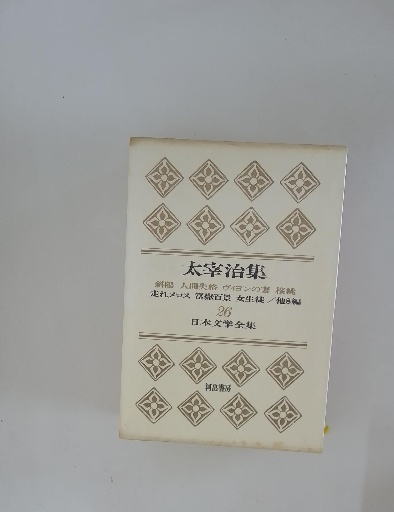 太宰治集
斜陽 人間失格 ヴィヨンの妻 桜桃
走れメロス 富嶽百景 女生徒／他8編
26
日本文学全集
河出書房